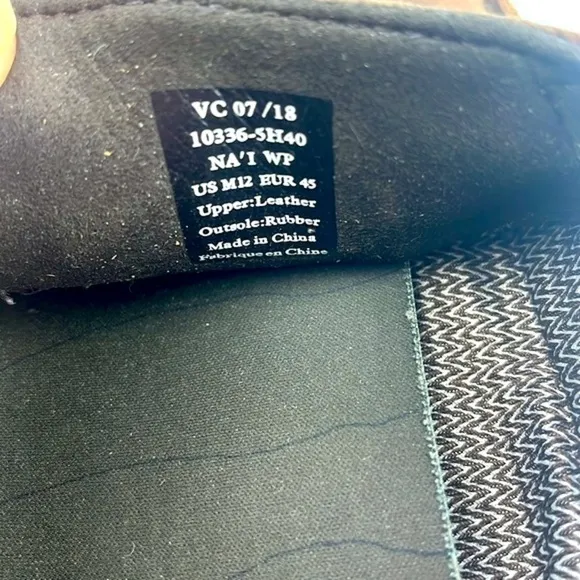 VC 07/18
10336-5H40
NA'I WP
US M12 EUR 45
Upper:Leather
Outsole:Rubber
Made in China
Fabrique en Chine